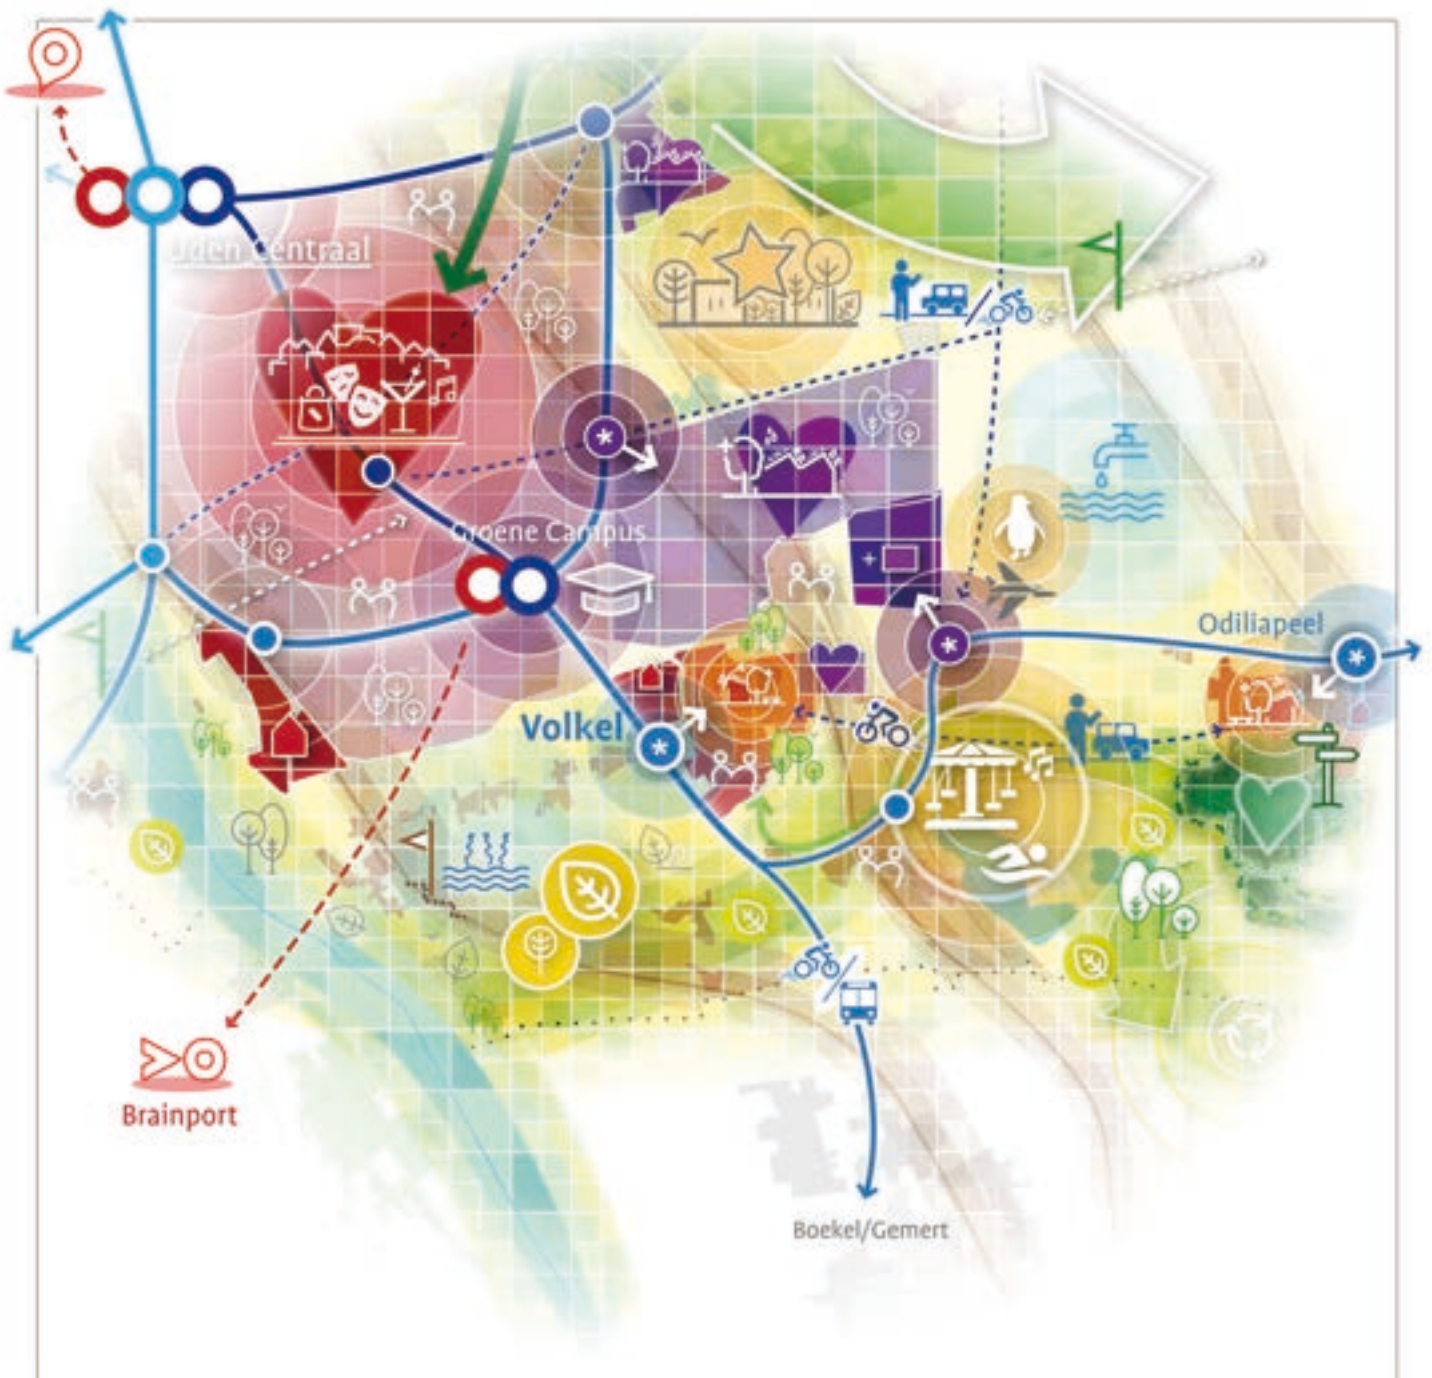 Uden Centraal
Groene Campus
Odiliapeel
Volkel
Brainport
Boekel/Gemert